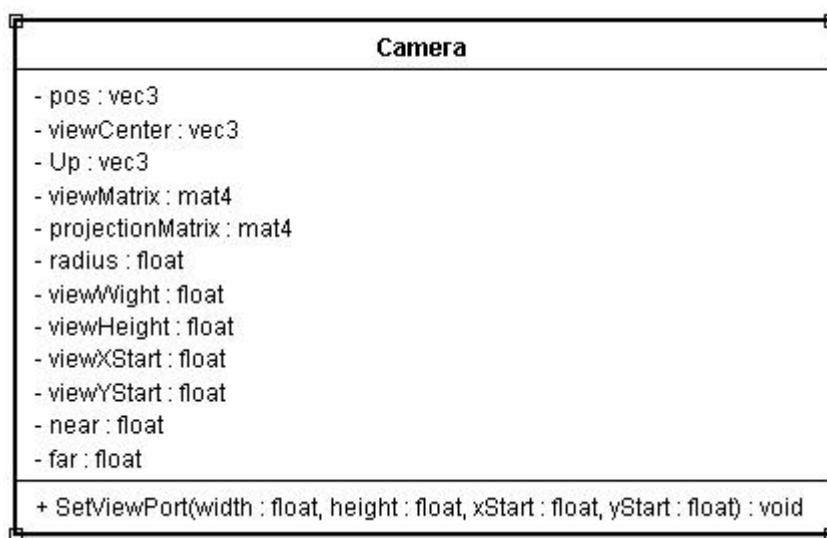 Camera
- pos : vec3
- viewCenter : vec3
- Up : vec3
- viewMatrix : mat4
- projectionMatrix : mat4
- radius : float
- viewWight : float
- viewHeight : float
- viewXStart : float
- viewYStart : float
- near : float
- far : float
+ SetViewPort(width : float, height : float, xStart : float, yStart : float) : void